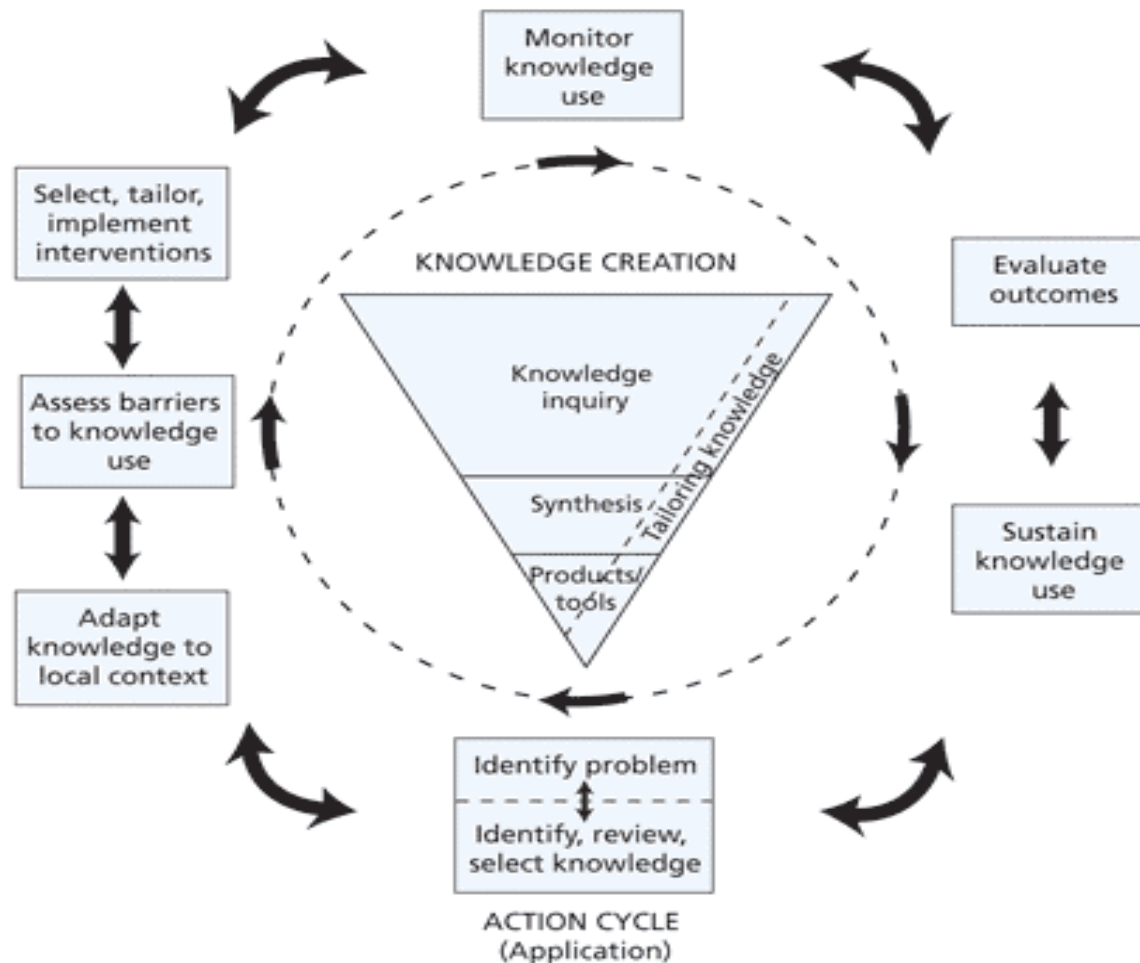 Monitor
knowledge
use
Select, tailor,
implement
interventions
KNOWLEDGE CREATION
Evaluate
outcomes
Knowledge
inquiry
Tailoring knowledge
Assess barriers
to knowledge
use
Synthesis
Sustain
knowledge
use
Products/
tools
Adapt
knowledge to
local context
Identify problem
Identify, review,
select knowledge
ACTION CYCLE
(Application)